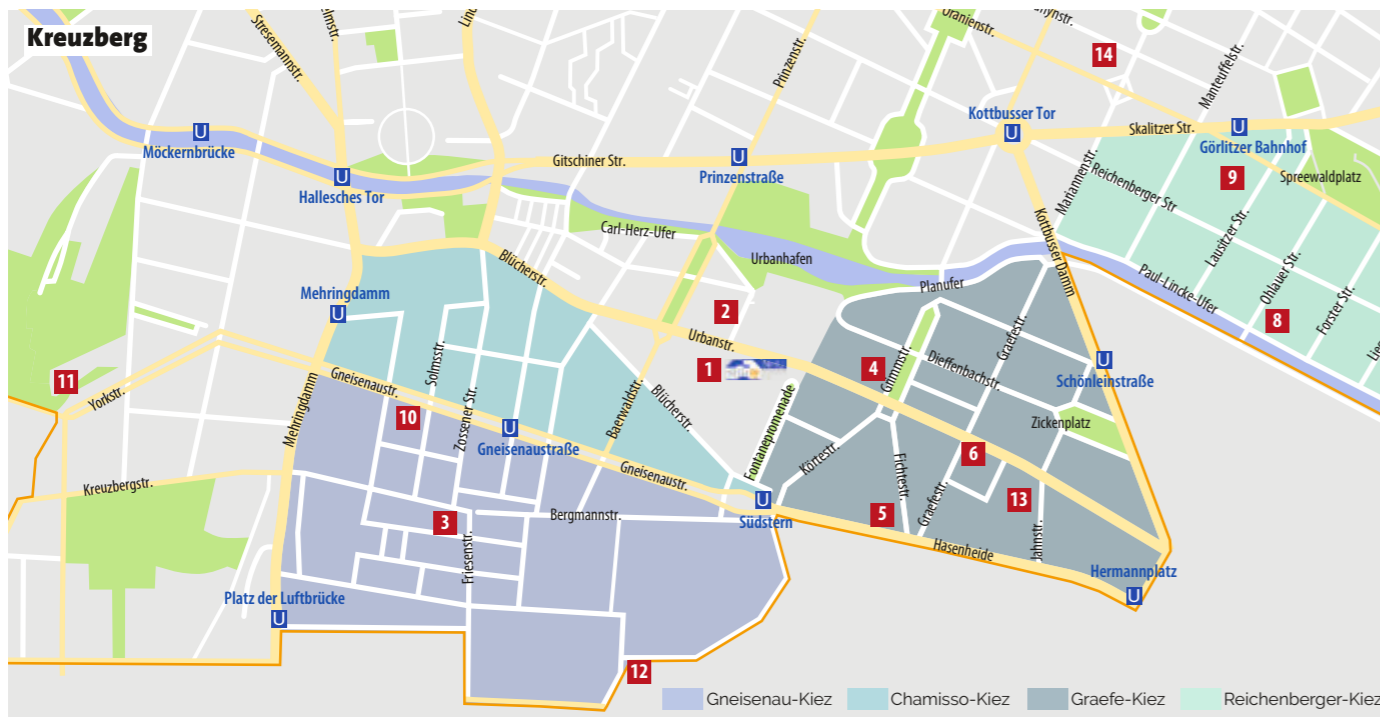 Kreuzberg
Stresemannstr.
Prinzenstr.
Manteuffelstr.
14
Kottbusser Tor
U
Skalitzer Str.
U
Görlitzer Bahnhof
U
Möckernbrücke
U
Hallesches Tor
Gitschiner Str.
U
Prinzenstraße
Mariannenstr.
Reichenberger Str
9
Spreewaldplatz
Carl-Herz-Ufer
Urbanhafen
Kottbusser Damm
Lausitzer Str.
Ohlauer Str.
Forster Str.
Paul-Lincke-Ufer
8
Blücherstr.
Planufer
Mehringdamm
U
2
Urbanstr.
1
4
Grimmstr.
Dieffenbachstr.
Graefestr.
U
Schönleinstraße
11
Yorkstr.
Gneisenaustr.
Solmsstr.
10
Zossener Str.
U
Gneisenaustraße
Mehringdamm
Baerwaldstr.
Blücherstr.
Fontanepromenade
Körtestr.
Fichtestr.
Zickenplatz
6
Graefestr.
13
Kreuzbergstr.
Gneisenaustr.
U
Südstern
5
Hasenheide
Jahnstr.
3
Bergmannstr.
Friesenstr.
Hermannplatz
U
Platz der Luftbrücke
U
12
Gneisenau-Kiez
Chamisso-Kiez
Graefe-Kiez
Reichenberger-Kiez